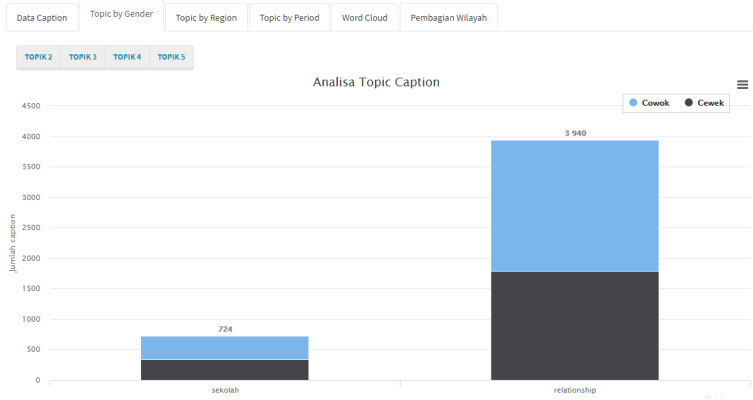 Data Caption Topic by Gender Topic by Region Topic by Period Word Cloud Pembagian Wilayah
TOPIK 2 TOPIK 3 TOPIK 4 TOPIK 5
Analisa Topic Caption
Cowok Cewek
Jumlah caption
4500
4000
3500
3000
2500
2000
1500
1000
500
0
3 940
724
sekolah relationship